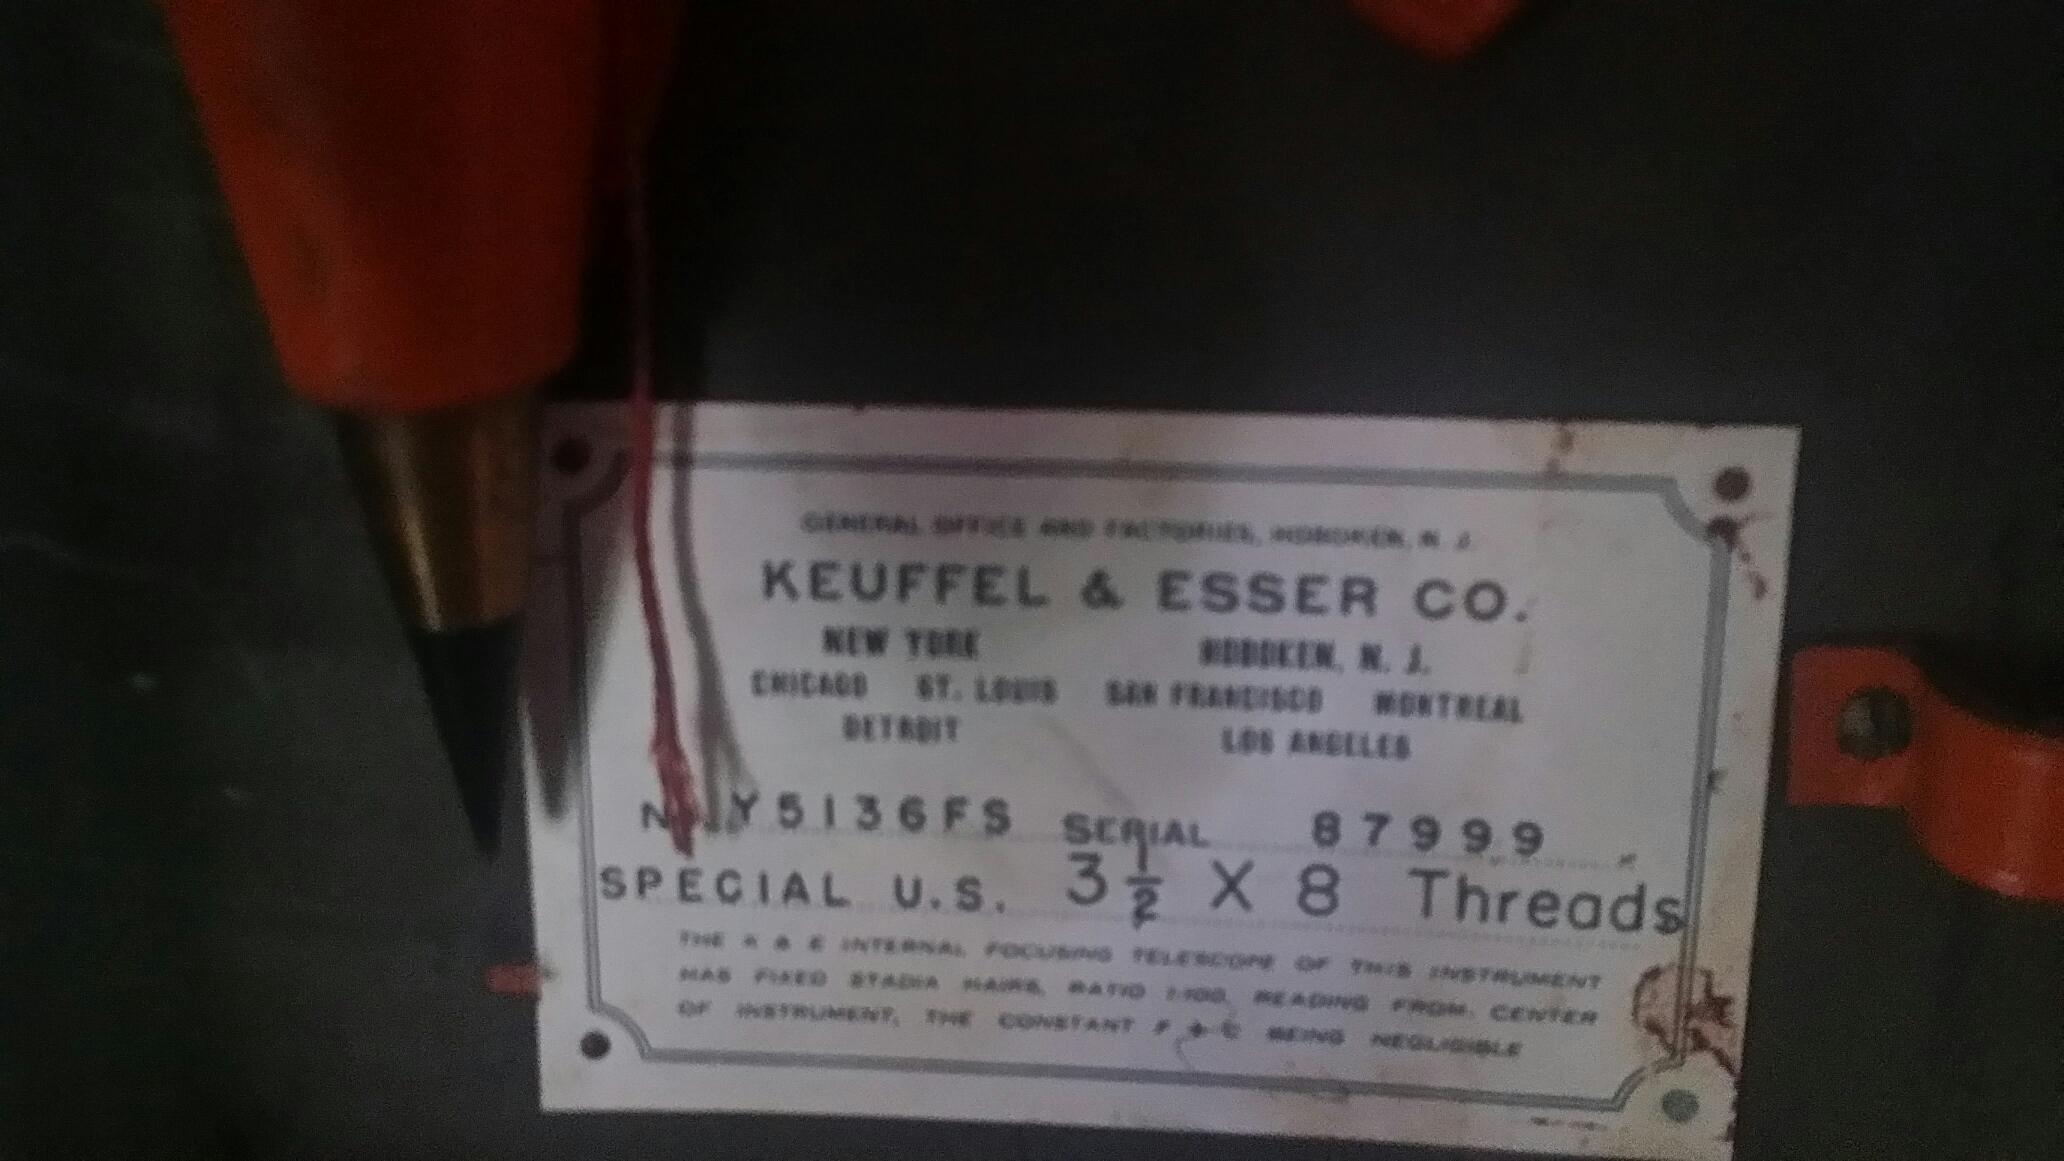 GENERAL OFFICE AND FACTORIES, HOBOKEN, N. J.
KEUFFEL & ESSER CO.
NEW YORK HOBOKEN, N. J.
CHICAGO ST. LOUIS SAN FRANCISCO MONTREAL
DETROIT LOS ANGELES
Y5136FS SERIAL 87999
SPECIAL U.S. 3 1/2 X 8 Threads
THE K & E INTERNAL FOCUSING TELESCOPE OF THIS INSTRUMENT
HAS FIXED STADIA HAIRS, RATIO 1:100, READING FROM CENTER
OF INSTRUMENT, THE CONSTANT F + C BEING NEGLIGIBLE